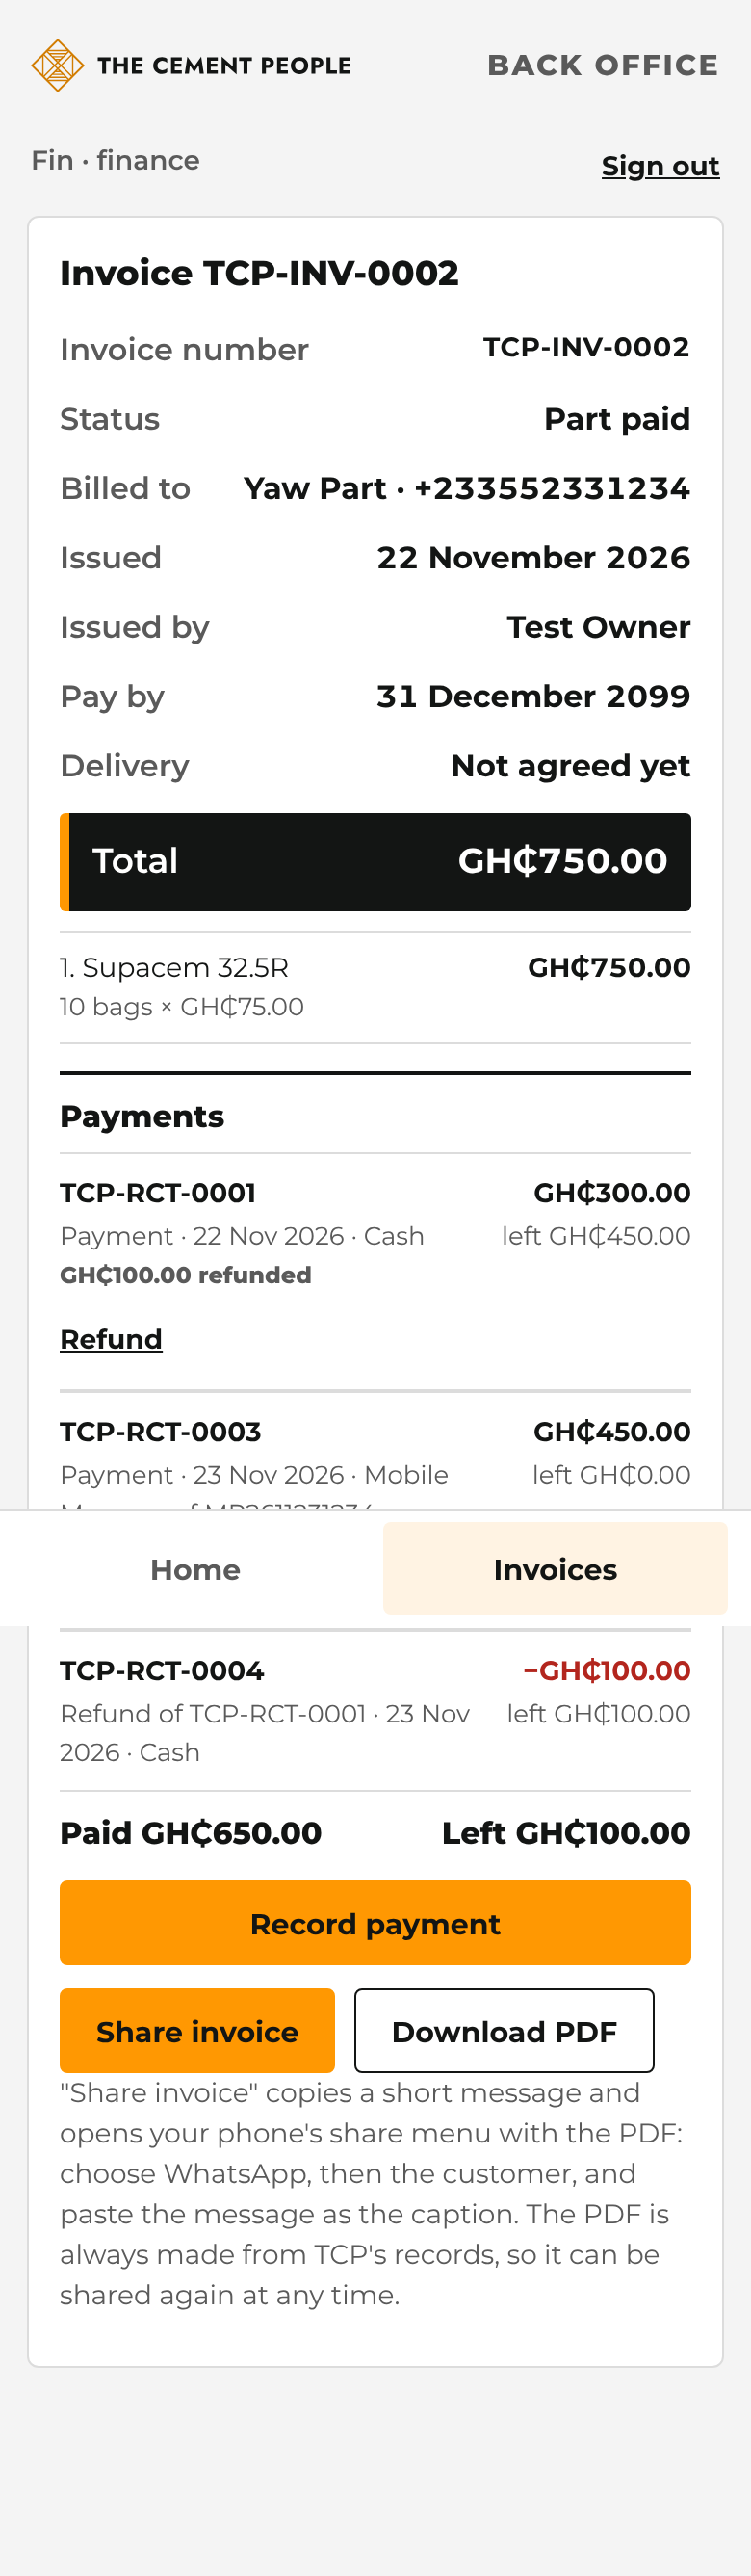 THE CEMENT PEOPLE
BACK OFFICE
Fin · finance
Sign out
Invoice TCP-INV-0002
Invoice number TCP-INV-0002
Status Part paid
Billed to Yaw Part · +233552331234
Issued 22 November 2026
Issued by Test Owner
Pay by 31 December 2099
Delivery Not agreed yet
Total GH₵750.00
1. Supacem 32.5R GH₵750.00
10 bags × GH₵75.00
Payments
TCP-RCT-0001 GH₵300.00
Payment · 22 Nov 2026 · Cash left GH₵450.00
GH₵100.00 refunded
Refund
TCP-RCT-0003 GH₵450.00
Payment · 23 Nov 2026 · Mobile left GH₵0.00
Home Invoices
TCP-RCT-0004 −GH₵100.00
Refund of TCP-RCT-0001 · 23 Nov left GH₵100.00
2026 · Cash
Paid GH₵650.00 Left GH₵100.00
Record payment
Share invoice Download PDF
"Share invoice" copies a short message and
opens your phone's share menu with the PDF:
choose WhatsApp, then the customer, and
paste the message as the caption. The PDF is
always made from TCP's records, so it can be
shared again at any time.